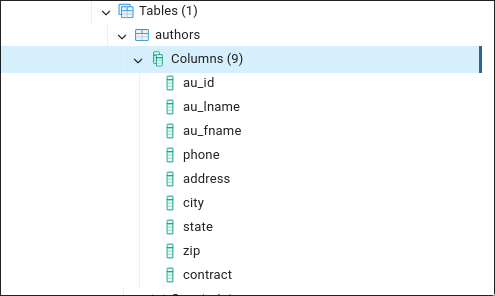 Tables (1)
authors
Columns (9)
au_id
au_lname
au_fname
phone
address
city
state
zip
contract